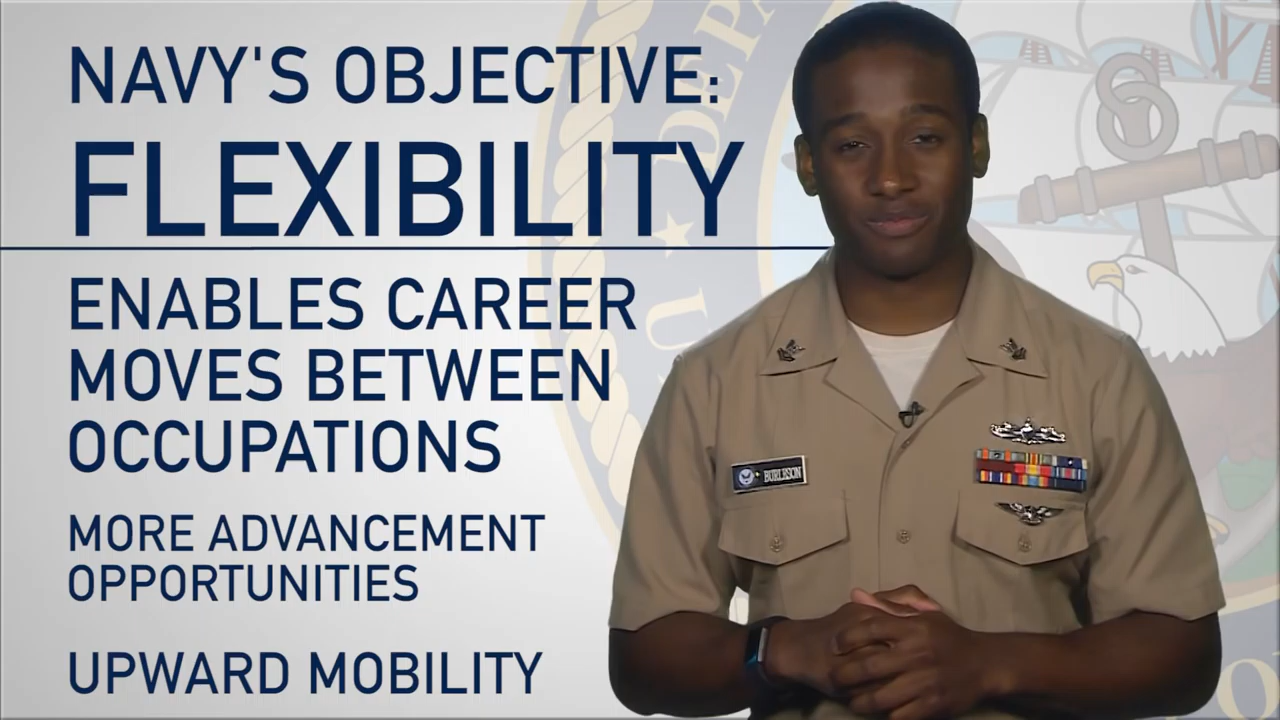 NAVY'S OBJECTIVE:
FLEXIBILITY
ENABLES CAREER
MOVES BETWEEN
OCCUPATIONS
MORE ADVANCEMENT
OPPORTUNITIES
UPWARD MOBILITY
BURLESON